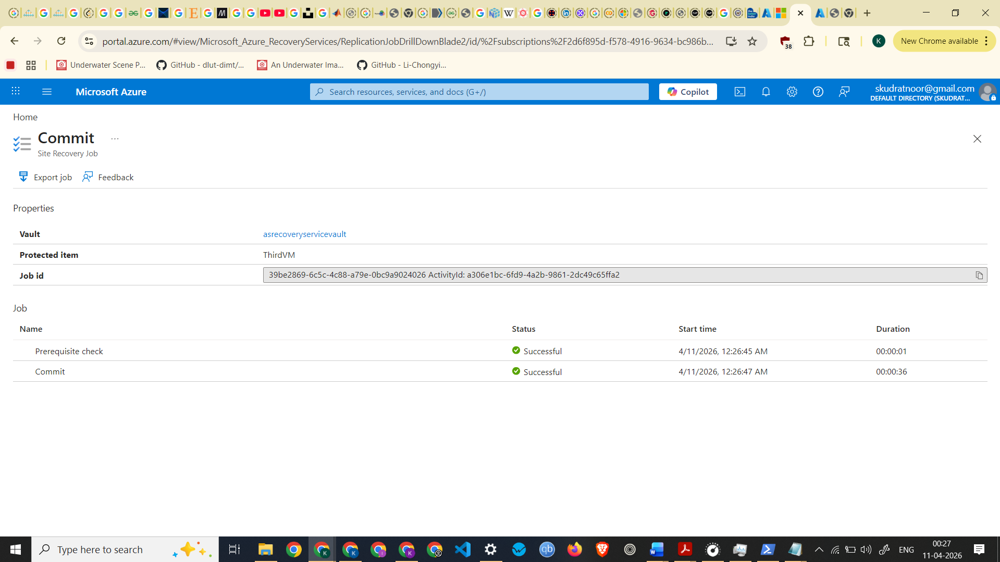 38
portal.azure.com/#view/Microsoft_Azure_RecoveryServices/ReplicationJobDrillDownBlade2/id/%2Fsubscriptions%2F2d6f895d-f578-4916-9634-bc986b...
K
New Chrome available
Underwater Scene P...
GitHub - dlut-dimt/...
An Underwater Ima...
GitHub - Li-Chongyi...
Microsoft Azure
Search resources, services, and docs (G+/)
Copilot
skudratnoor@gmail.com
DEFAULT DIRECTORY (SKUDRAT...
Home
Commit
...
Site Recovery Job
Export job
Feedback
Properties
Vault
asrecoveryservicevault
Protected item
ThirdVM
Job id
39be2869-6c5c-4c88-a79e-0bc9a9024026 ActivityId: a306e1bc-6fd9-4a2b-9861-2dc49c65ffa2
Job
Name Status Start time Duration
Prerequisite check Successful 4/11/2026, 12:26:45 AM 00:00:01
Commit Successful 4/11/2026, 12:26:47 AM 00:00:36
Type here to search
ENG
00:27
11-04-2026